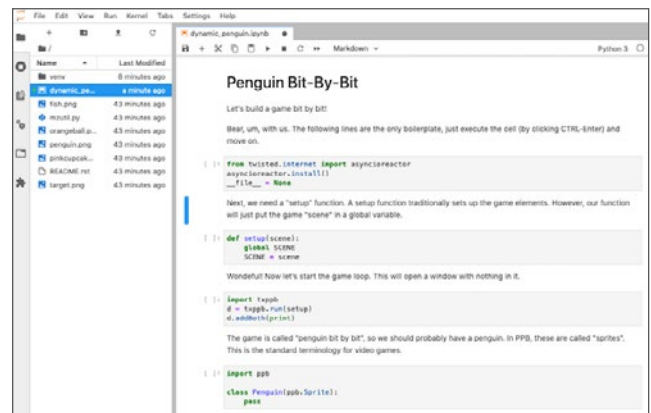 File Edit View Run Kernel Tabs Settings Help
dynamic_penguin.ipynb
Markdown
Python 3
/
Name Last Modified
venv 8 minutes ago
dynamic_pe... a minute ago
fish.png 43 minutes ago
mzutil.py 43 minutes ago
orangeball.p... 43 minutes ago
penguin.png 43 minutes ago
pinkcupcak... 43 minutes ago
README.rst 43 minutes ago
target.png 43 minutes ago
Penguin Bit-By-Bit
Let's build a game bit by bit!
Bear, um, with us. The following lines are the only boilerplate, just execute the cell (by clicking CTRL-Enter) and
move on.
[ ]: from twisted.internet import asyncioreactor
asyncioreactor.install()
__file__ = None
Next, we need a "setup" function. A setup function traditionally sets up the game elements. However, our function
will just put the game "scene" in a global variable.
[ ]: def setup(scene):
global SCENE
SCENE = scene
Wondeful! Now let's start the game loop. This will open a window with nothing in it.
[ ]: import txppb
d = txppb.run(setup)
d.addBoth(print)
The game is called "penguin bit by bit", so we should probably have a penguin. In PPB, these are called "sprites".
This is the standard terminology for video games.
[ ]: import ppb
class Penguin(ppb.Sprite):
pass